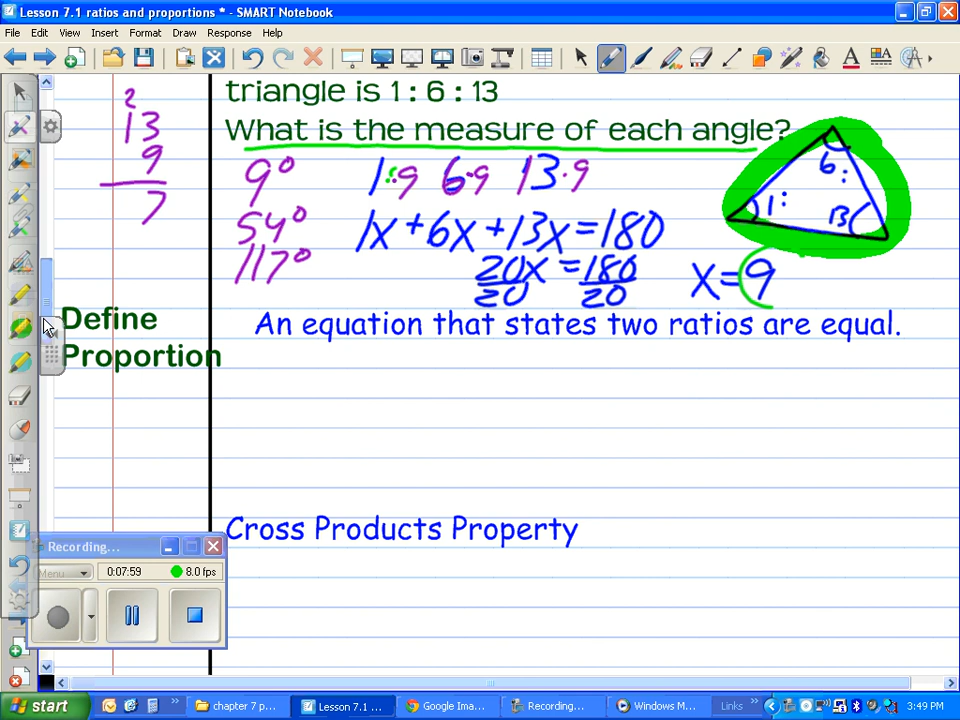 Lesson 7.1 ratios and proportions * - SMART Notebook
File Edit View Insert Format Draw Response Help
triangle is 1 : 6 : 13
What is the measure of each angle?
2
13
9
7
9° 1·9 6·9 13·9
54° 1x + 6x + 13x = 180
117° 20x = 180 x = 9
20 20
6 :
1 :
13
Define
Proportion
An equation that states two ratios are equal.
Cross Products Property
Recording...
Menu 0:07:59 8.0 fps
start chapter 7 p... Lesson 7.1 ... Google Ima... Recording... Windows M... Links 3:49 PM